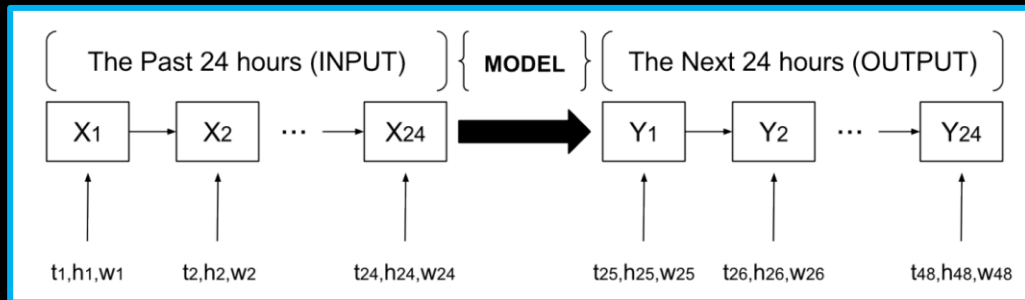 The Past 24 hours (INPUT) MODEL The Next 24 hours (OUTPUT)
X1 X2 ... X24 Y1 Y2 ... Y24
t1,h1,w1 t2,h2,w2 t24,h24,w24 t25,h25,w25 t26,h26,w26 t48,h48,w48